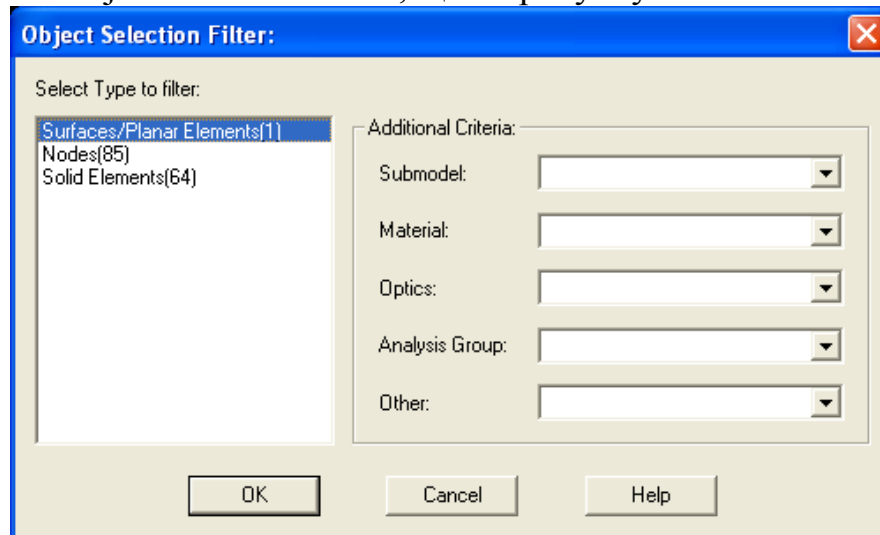 Object Selection Filter:
Select Type to filter:
Surfaces/Planar Elements(1)
Nodes(85)
Solid Elements(64)
Additional Criteria:
Submodel:
Material:
Optics:
Analysis Group:
Other:
OK
Cancel
Help